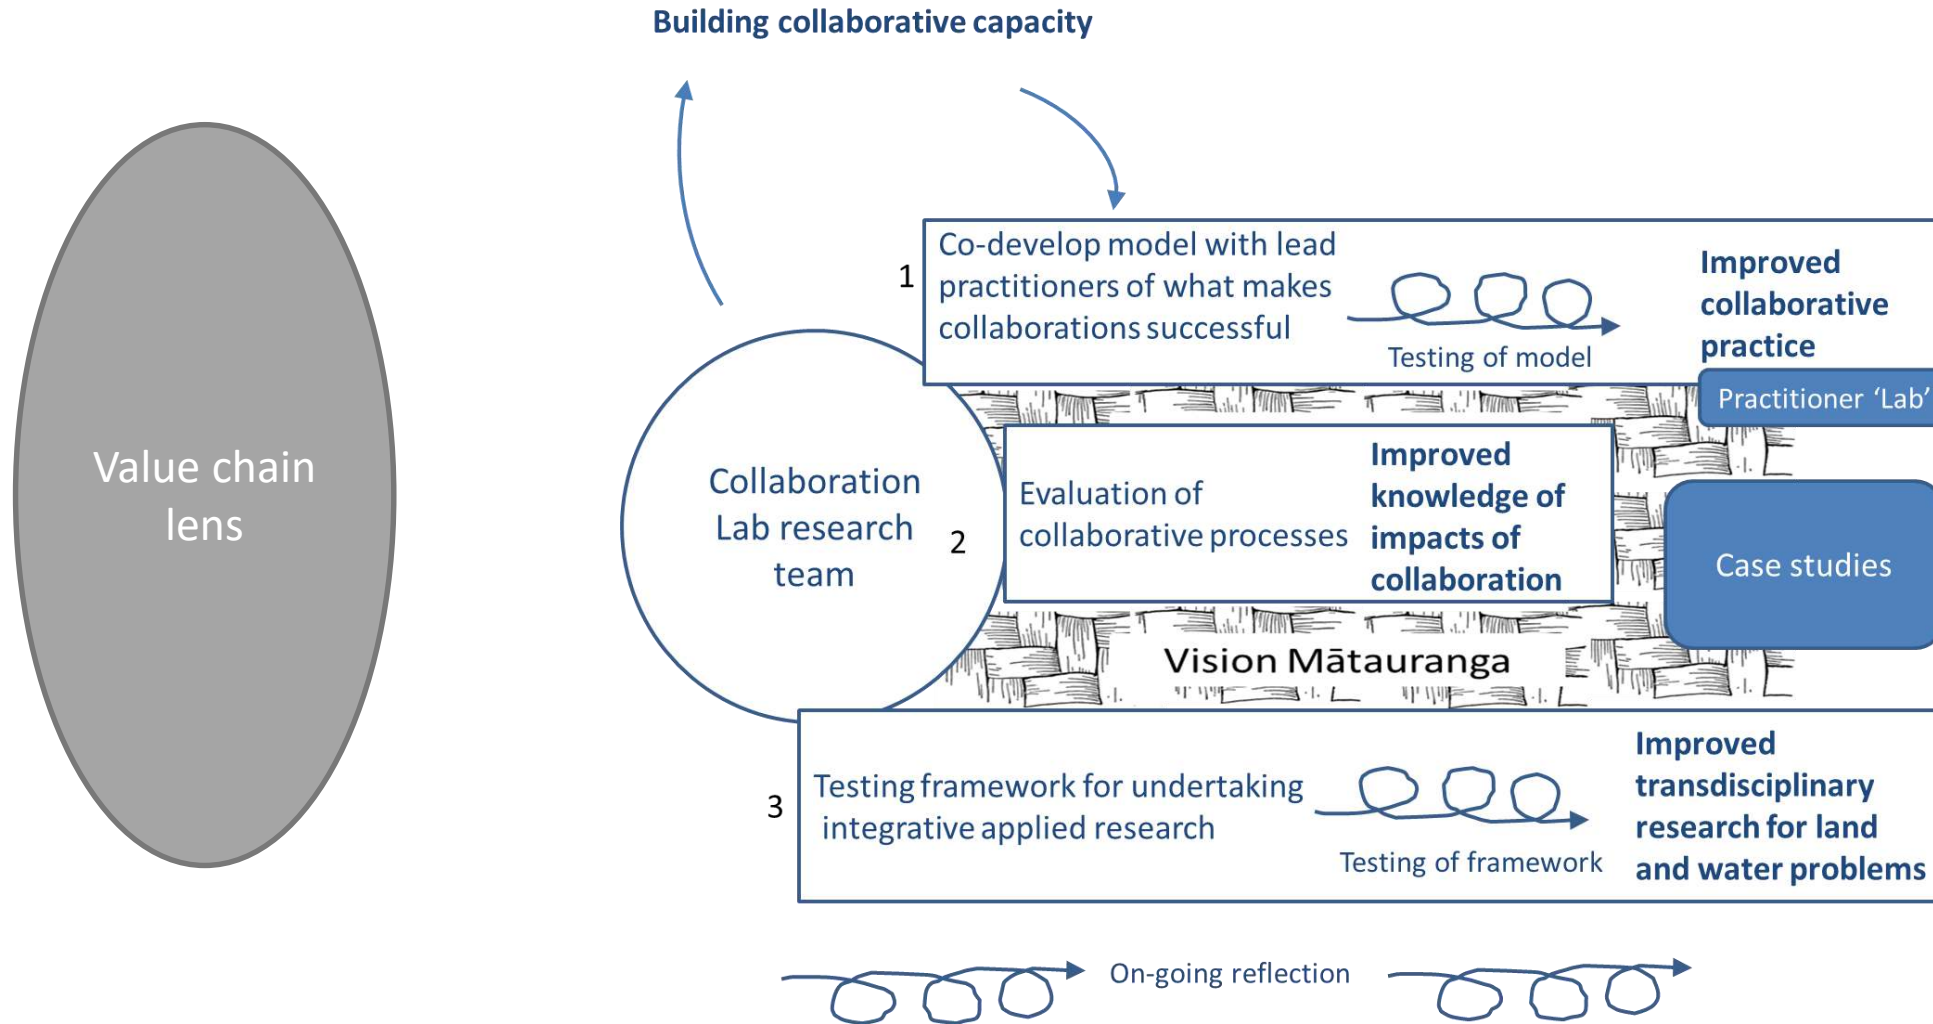 Building collaborative capacity
Value chain
lens
Collaboration
Lab research
team
1
Co-develop model with lead
practitioners of what makes
collaborations successful
Testing of model
Improved
collaborative
practice
Practitioner ‘Lab’
2
Evaluation of
collaborative processes
Improved
knowledge of
impacts of
collaboration
Case studies
Vision Mātauranga
3
Testing framework for undertaking
integrative applied research
Testing of framework
Improved
transdisciplinary
research for land
and water problems
On-going reflection